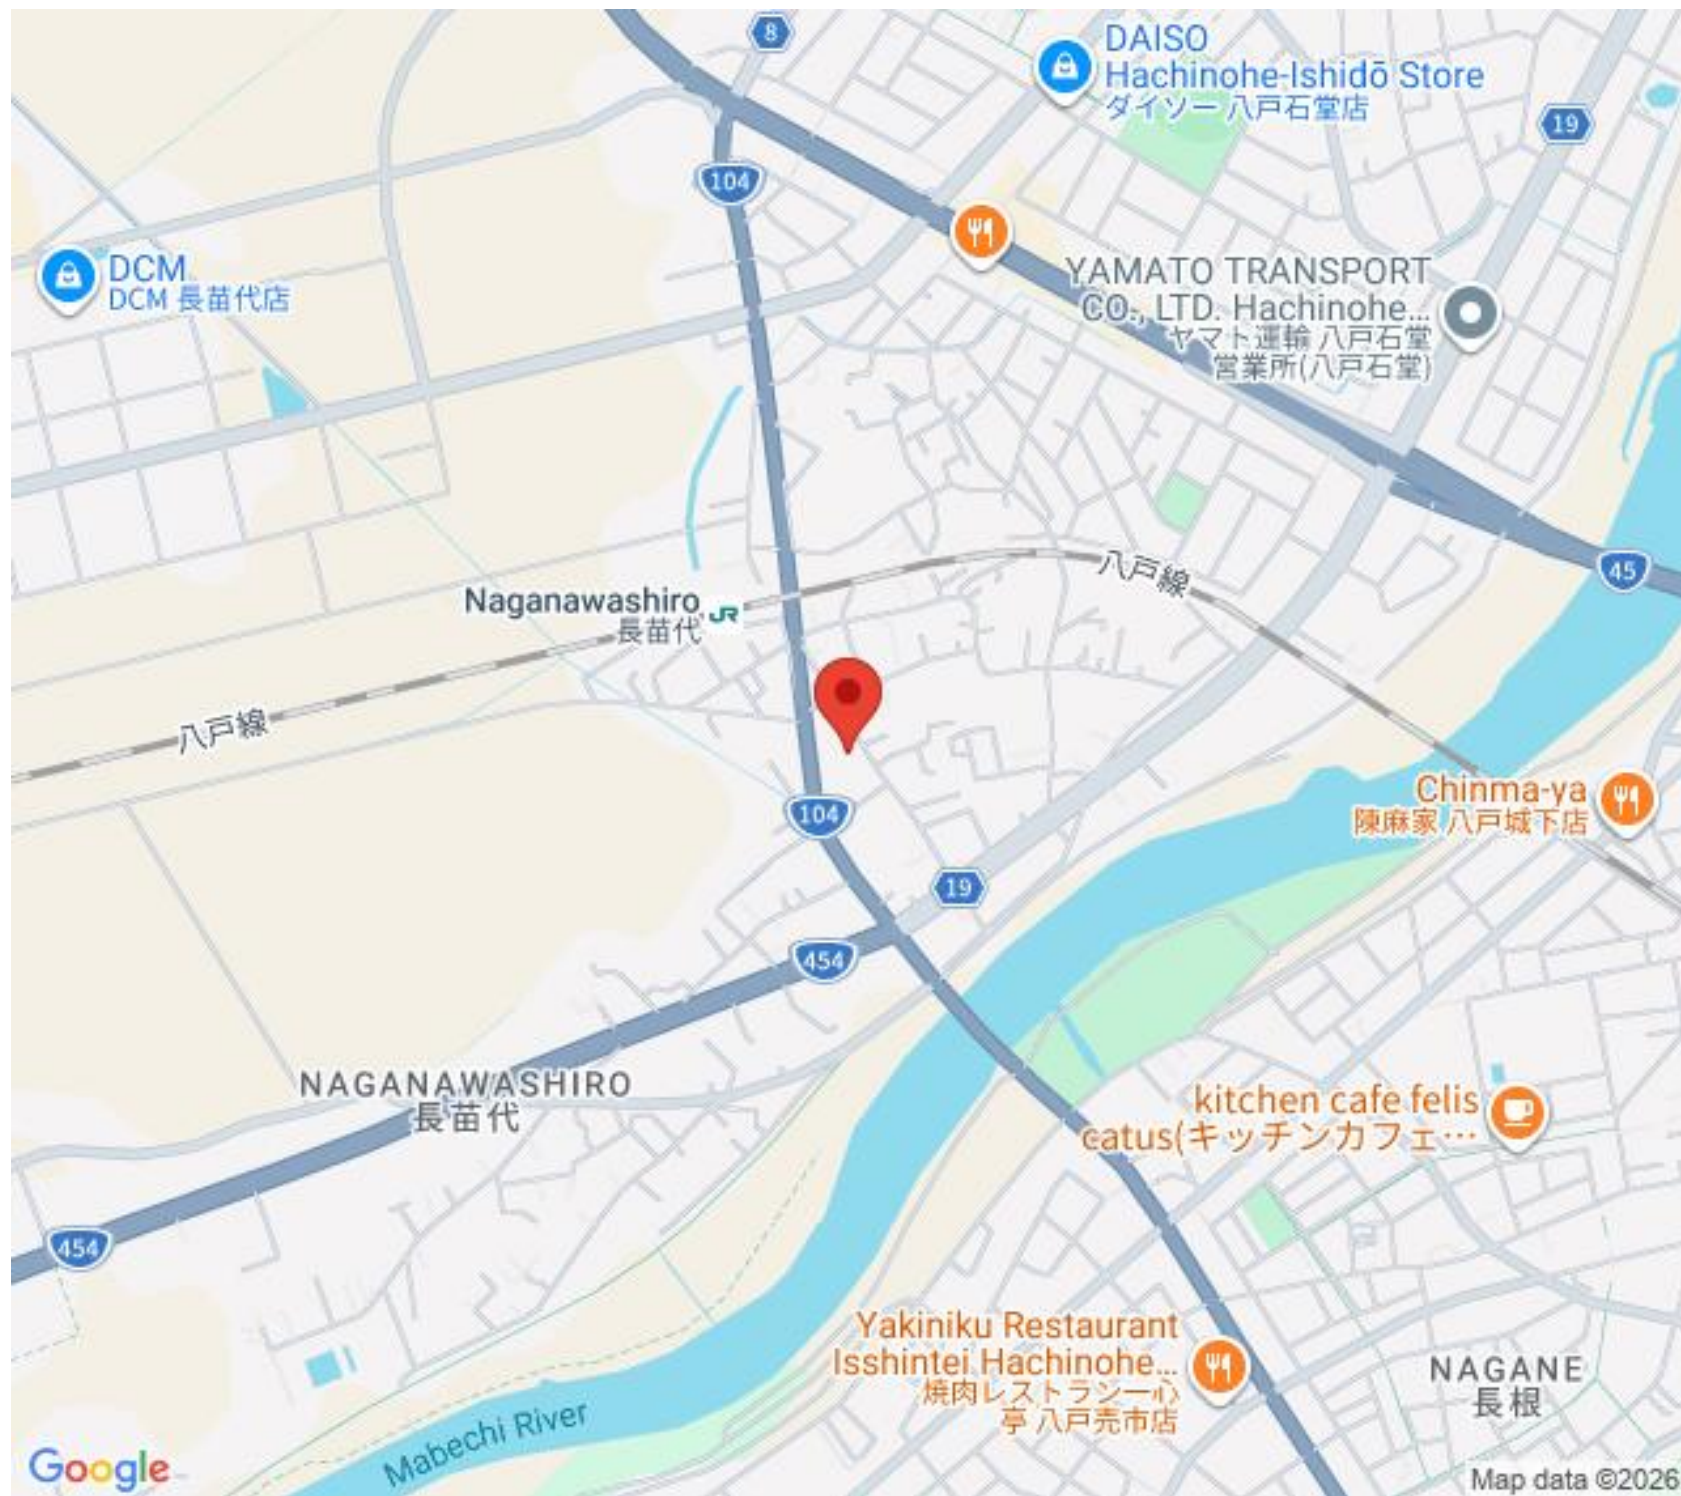 8
DAISO
Hachinohe-Ishidō Store
ダイソー 八戸石堂店
19
104
DCM
DCM 長苗代店
YAMATO TRANSPORT
CO., LTD. Hachinohe...
ヤマト運輸 八戸石堂
営業所(八戸石堂)
八戸線
45
Naganawashiro
長苗代
JR
八戸線
Chinma-ya
陳麻家 八戸城下店
104
19
454
NAGANAWASHIRO
長苗代
kitchen cafe felis
catus(キッチンカフェ…
454
Yakiniku Restaurant
Isshintei Hachinohe...
焼肉レストラン一心
亭 八戸売市店
NAGANE
長根
Mabechi River
Google
Map data ©2026